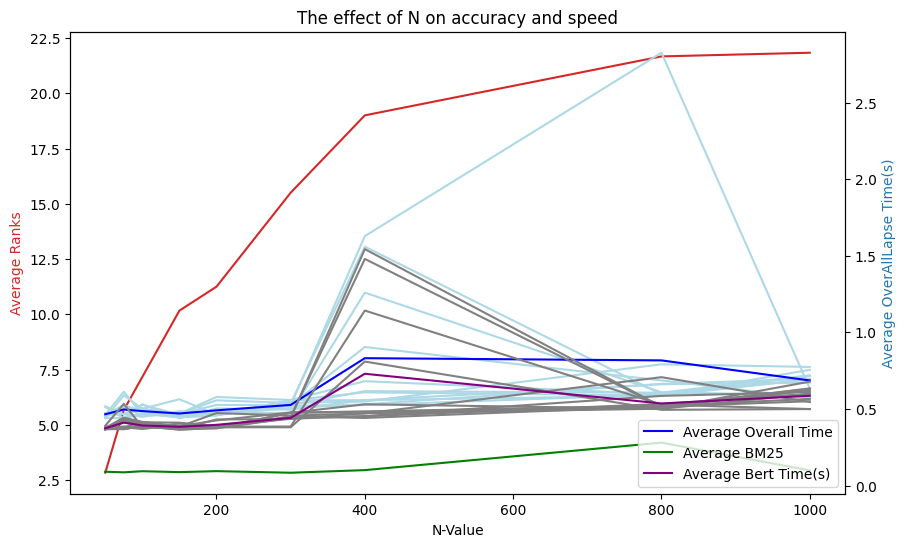 The effect of N on accuracy and speed
22.5
20.0
17.5
15.0
12.5
10.0
7.5
5.0
2.5
Average Ranks
2.5
2.0
1.5
1.0
0.5
0.0
Average OverAllLapse Time(s)
Average Overall Time
Average BM25
Average Bert Time(s)
200
400
600
800
1000
N-Value